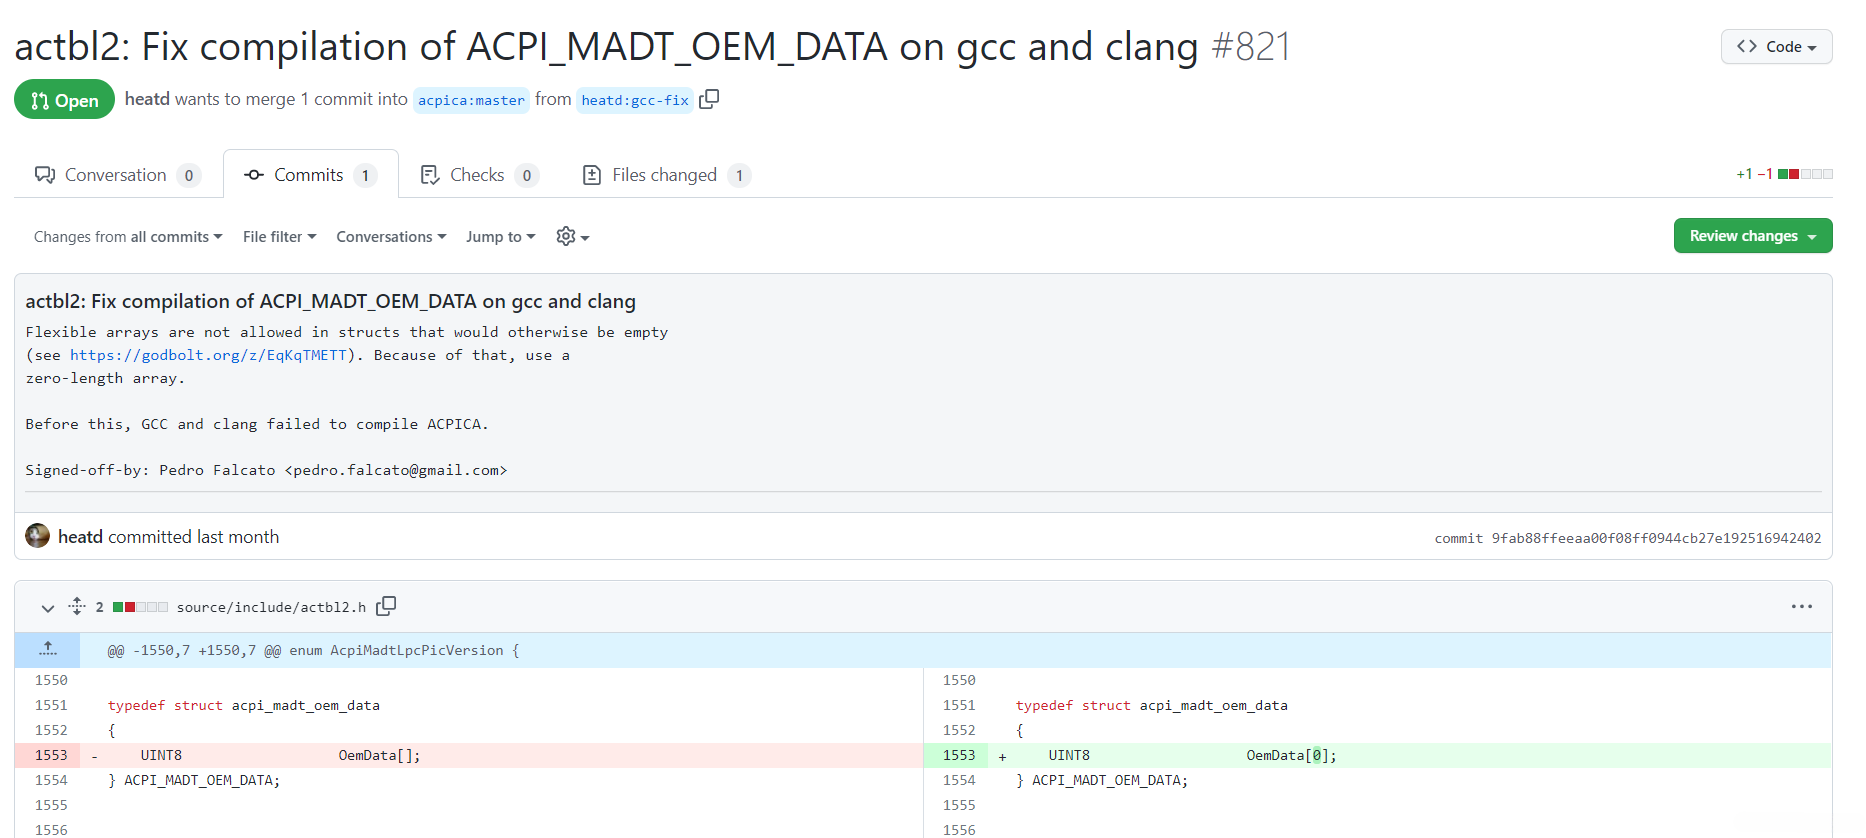 actbl2: Fix compilation of ACPI_MADT_OEM_DATA on gcc and clang #821
Code
Open heatd wants to merge 1 commit into acpica:master from heatd:gcc-fix
Conversation 0 Commits 1 Checks 0 Files changed 1
+1 −1
Changes from all commits File filter Conversations Jump to
Review changes
actbl2: Fix compilation of ACPI_MADT_OEM_DATA on gcc and clang
Flexible arrays are not allowed in structs that would otherwise be empty
(see https://godbolt.org/z/EqKqTMETT). Because of that, use a
zero-length array.
Before this, GCC and clang failed to compile ACPICA.
Signed-off-by: Pedro Falcato <pedro.falcato@gmail.com>
heatd committed last month
commit 9fab88ffeeaa00f08ff0944cb27e192516942402
2 source/include/actbl2.h
@@ -1550,7 +1550,7 @@ enum AcpiMadtLpcPicVersion {
1550 1550
1551 typedef struct acpi_madt_oem_data 1551 typedef struct acpi_madt_oem_data
1552 { 1552 {
1553 - UINT8 OemData[]; 1553 + UINT8 OemData[0];
1554 } ACPI_MADT_OEM_DATA; 1554 } ACPI_MADT_OEM_DATA;
1555 1555
1556 1556